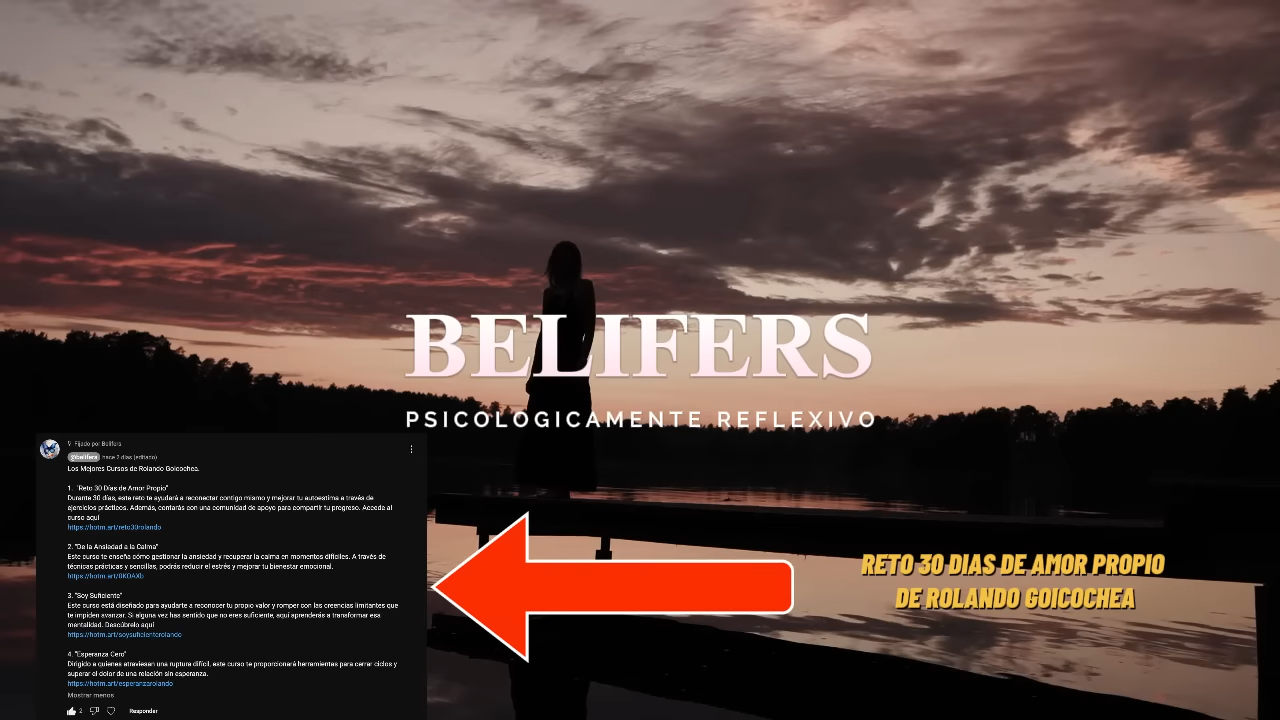 BELIFERS
PSICOLOGICAMENTE REFLEXIVO
Fijado por Belifers
@belifers hace 2 días (editado)
Los Mejores Cursos de Rolando Goicochea.
1. "Reto 30 Días de Amor Propio"
Durante 30 días, este reto te ayudará a reconectar contigo mismo y mejorar tu autoestima a través de
ejercicios prácticos. Además, contarás con una comunidad de apoyo para compartir tu progreso. Accede al
curso aquí
https://hotm.art/reto30rolando
2. "De la Ansiedad a la Calma"
Este curso te enseña cómo gestionar la ansiedad y recuperar la calma en momentos difíciles. A través de
técnicas prácticas y sencillas, podrás reducir el estrés y mejorar tu bienestar emocional.
https://hotm.art/0KOAXb
3. "Soy Suficiente"
Este curso está diseñado para ayudarte a reconocer tu propio valor y romper con las creencias limitantes que
te impiden avanzar. Si alguna vez has sentido que no eres suficiente, aquí aprenderás a transformar esa
mentalidad. Descúbrelo aquí
https://hotm.art/soysuficienterolando
4. "Esperanza Cero"
Dirigido a quienes atraviesan una ruptura difícil, este curso te proporcionará herramientas para cerrar ciclos y
superar el dolor de una relación sin esperanza.
https://hotm.art/esperanzarolando
Mostrar menos
2 Responder
RETO 30 DIAS DE AMOR PROPIO
DE ROLANDO GOICOCHEA